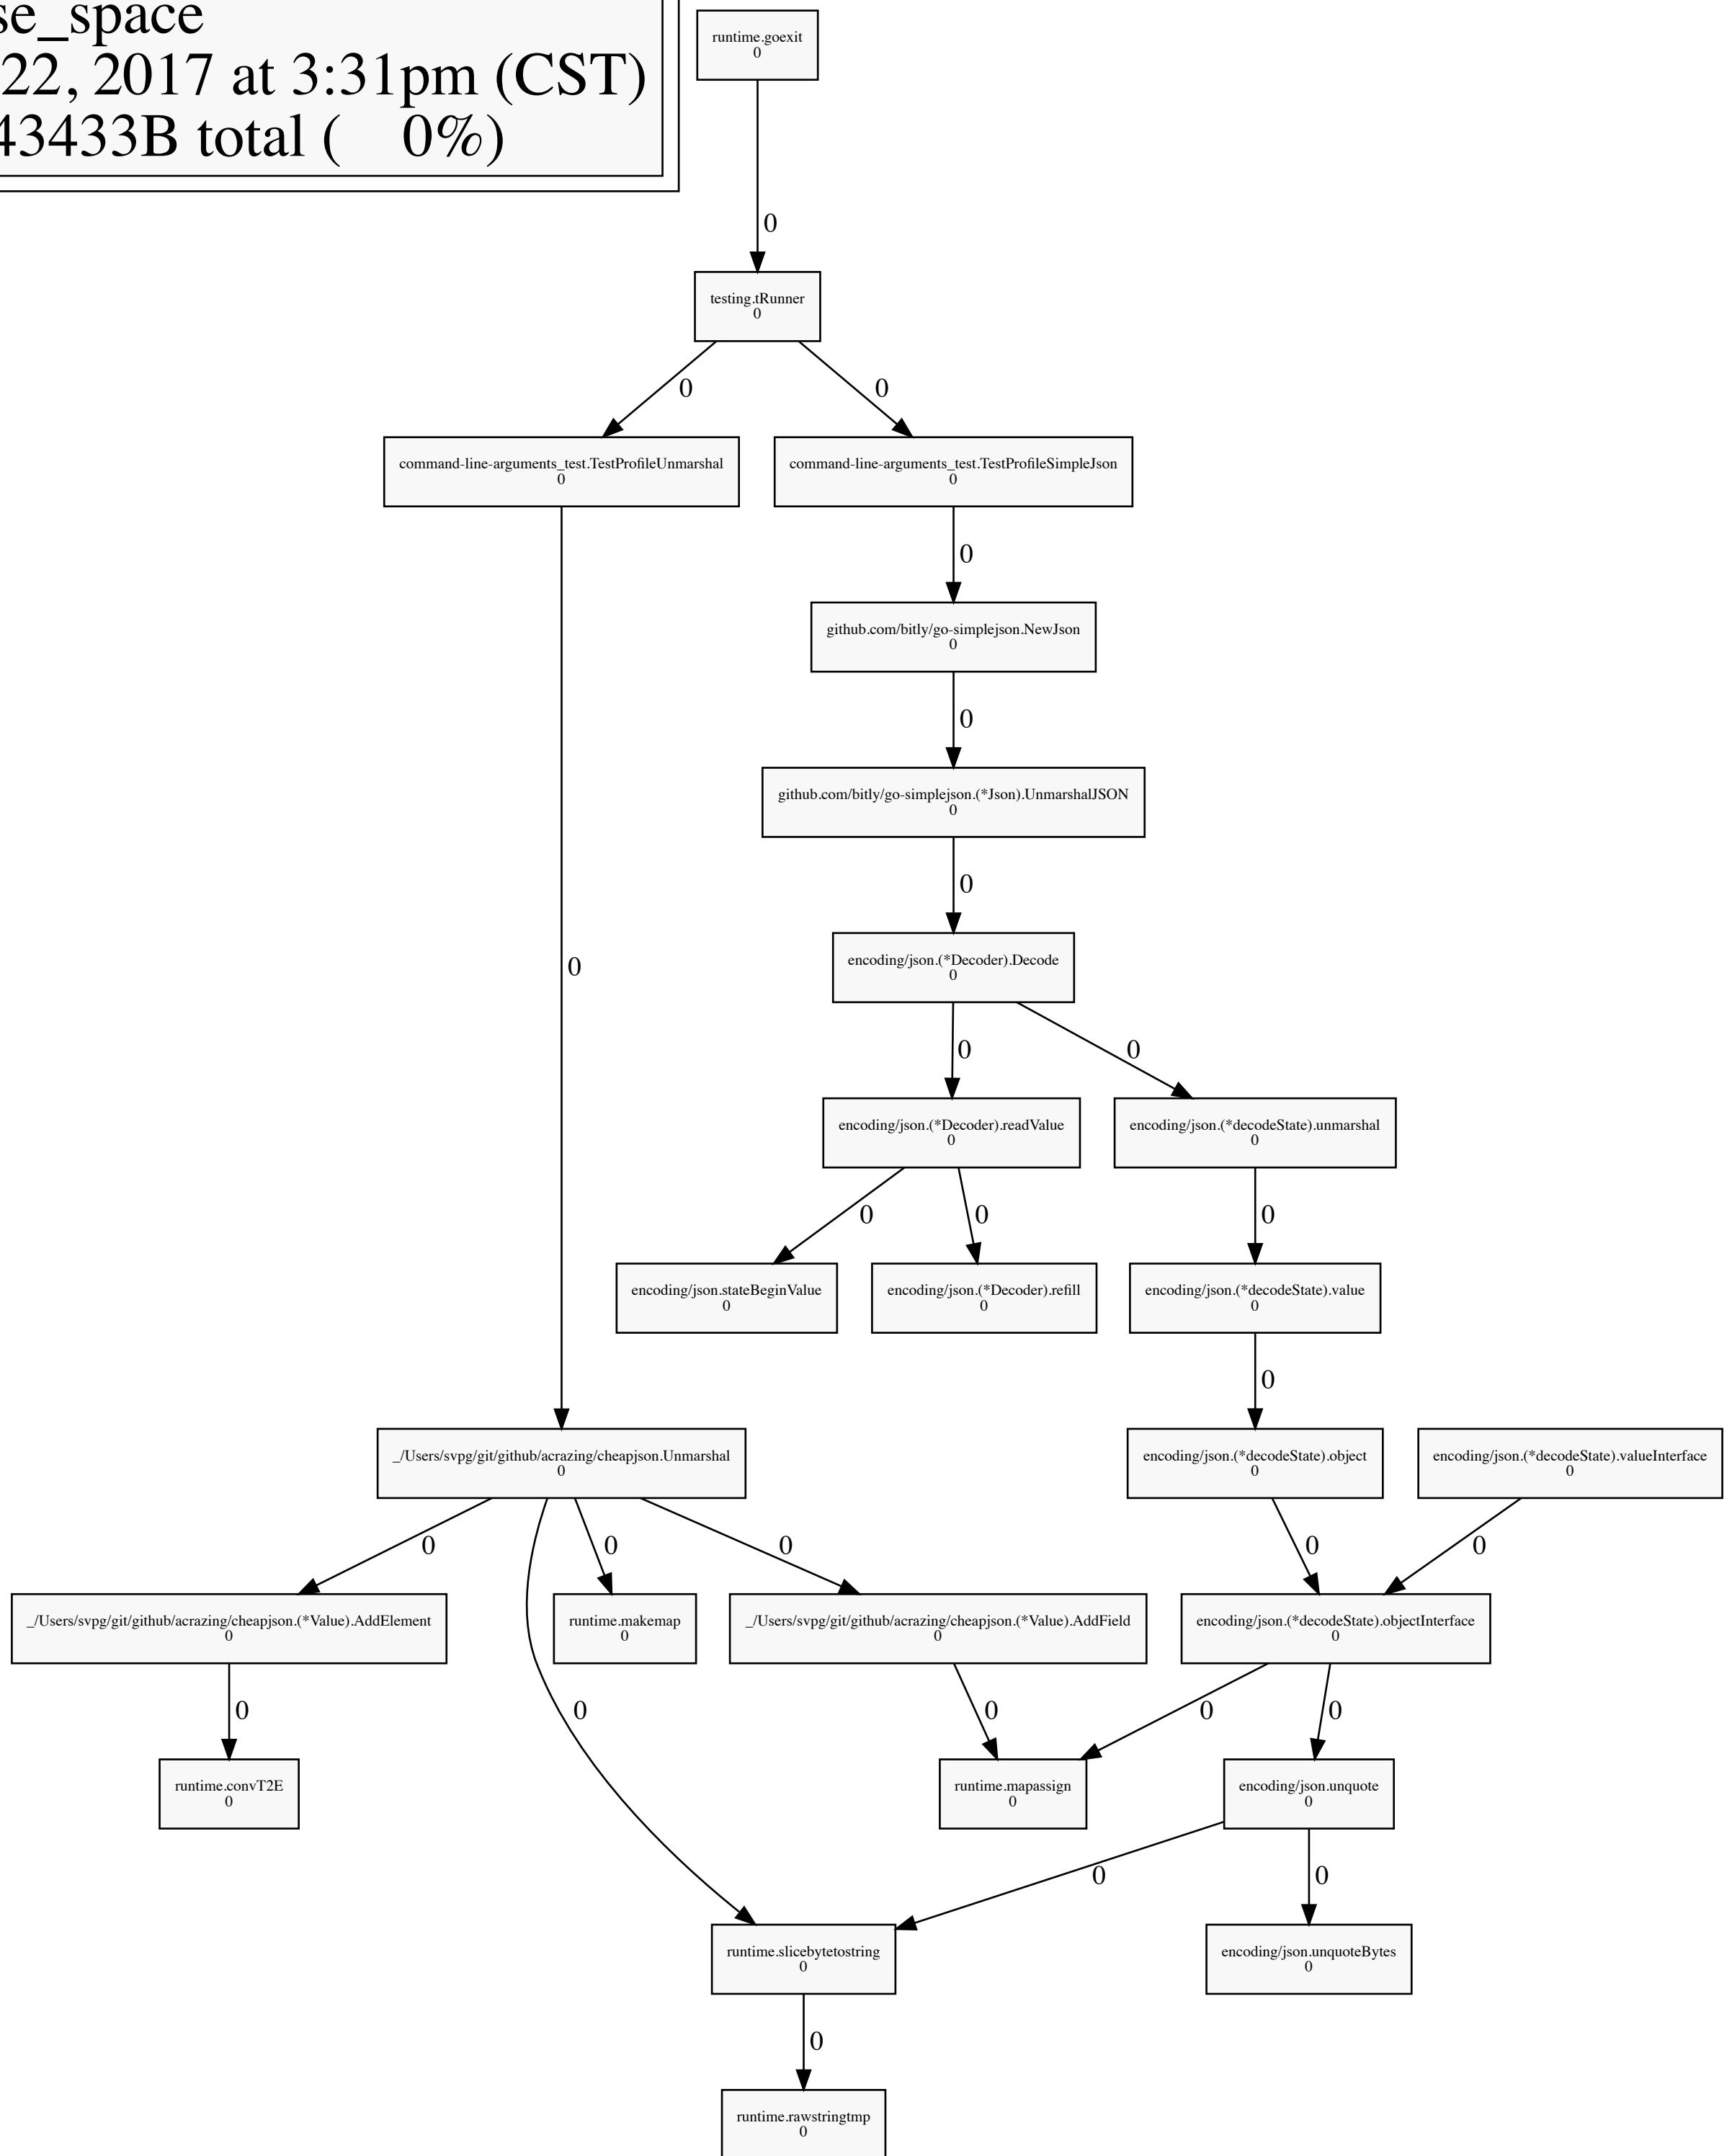 se_space
22, 2017 at 3:31pm (CST)
43433B total ( 0%)
runtime.goexit
0
0
testing.tRunner
0
0
0
command-line-arguments_test.TestProfileUnmarshal
0
command-line-arguments_test.TestProfileSimpleJson
0
0
github.com/bitly/go-simplejson.NewJson
0
0
github.com/bitly/go-simplejson.(*Json).UnmarshalJSON
0
0
0
encoding/json.(*Decoder).Decode
0
0
0
encoding/json.(*Decoder).readValue
0
encoding/json.(*decodeState).unmarshal
0
0
0
0
encoding/json.stateBeginValue
0
encoding/json.(*Decoder).refill
0
encoding/json.(*decodeState).value
0
0
_/Users/svpg/git/github/acrazing/cheapjson.Unmarshal
0
encoding/json.(*decodeState).object
0
encoding/json.(*decodeState).valueInterface
0
0
0
0
0
0
_/Users/svpg/git/github/acrazing/cheapjson.(*Value).AddElement
0
runtime.makemap
0
_/Users/svpg/git/github/acrazing/cheapjson.(*Value).AddField
0
encoding/json.(*decodeState).objectInterface
0
0
0
0
0
0
runtime.convT2E
0
runtime.mapassign
0
encoding/json.unquote
0
0
0
runtime.slicebytetostring
0
encoding/json.unquoteBytes
0
0
runtime.rawstringtmp
0